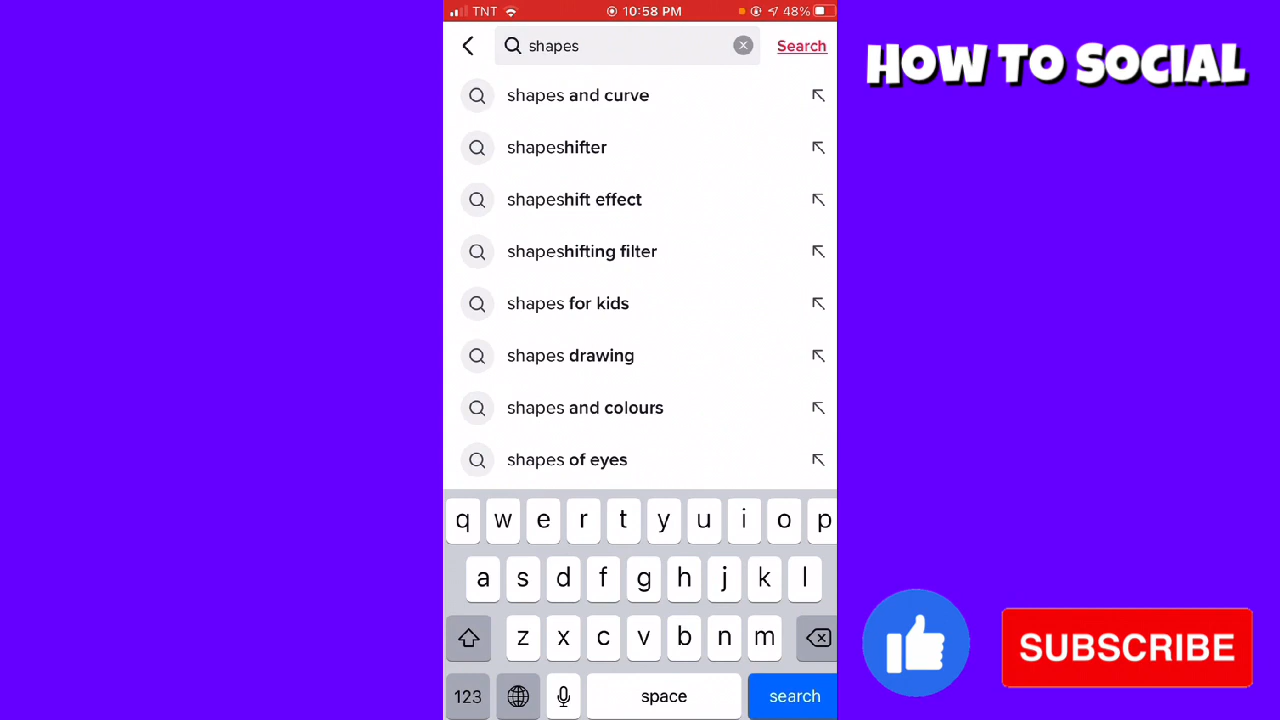 TNT 10:58 PM 48%
shapes Search
shapes and curve
shapeshifter
shapeshift effect
shapeshifting filter
shapes for kids
shapes drawing
shapes and colours
shapes of eyes
q w e r t y u i o p
a s d f g h j k l
z x c v b n m
123 space search
HOW TO SOCIAL
SUBSCRIBE